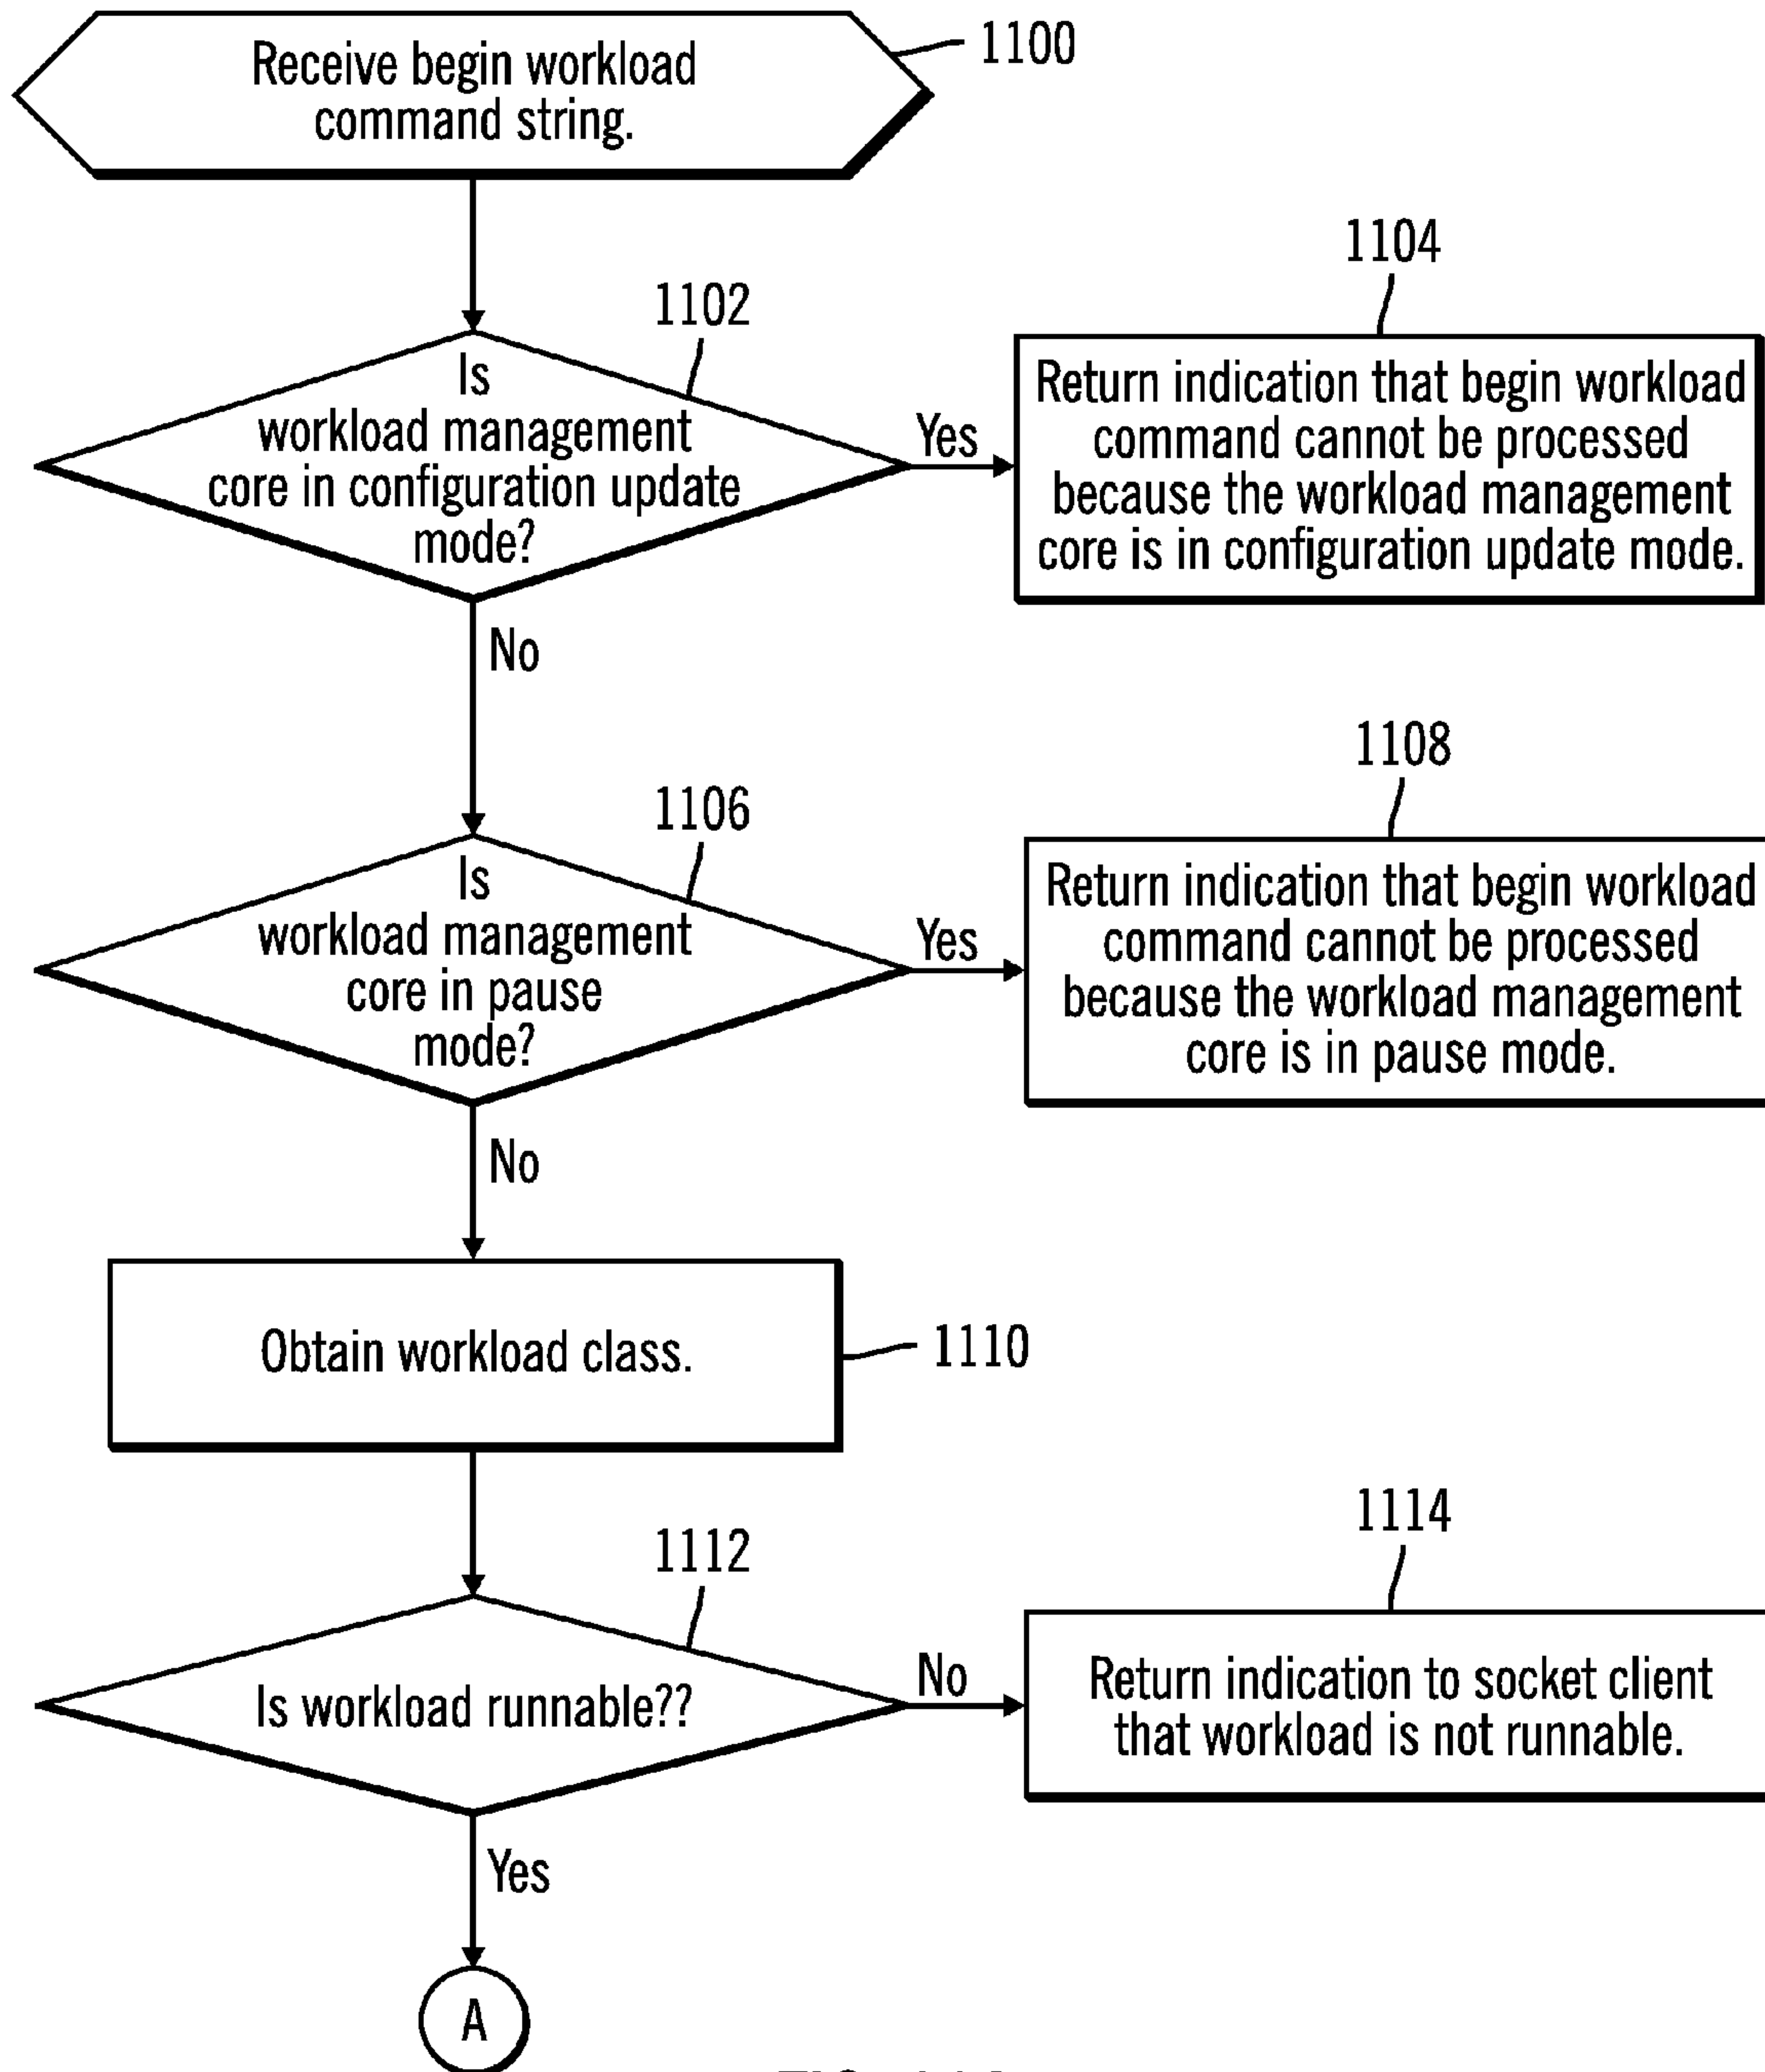 Receive begin workload
command string.
1100
1104
1102
Is
workload management
core in configuration update
mode?
Yes
Return indication that begin workload
command cannot be processed
because the workload management
core is in configuration update mode.
No
1108
1106
Is
workload management
core in pause
mode?
Yes
Return indication that begin workload
command cannot be processed
because the workload management
core is in pause mode.
No
Obtain workload class.
1110
1114
1112
Is workload runnable??
No
Return indication to socket client
that workload is not runnable.
Yes
A